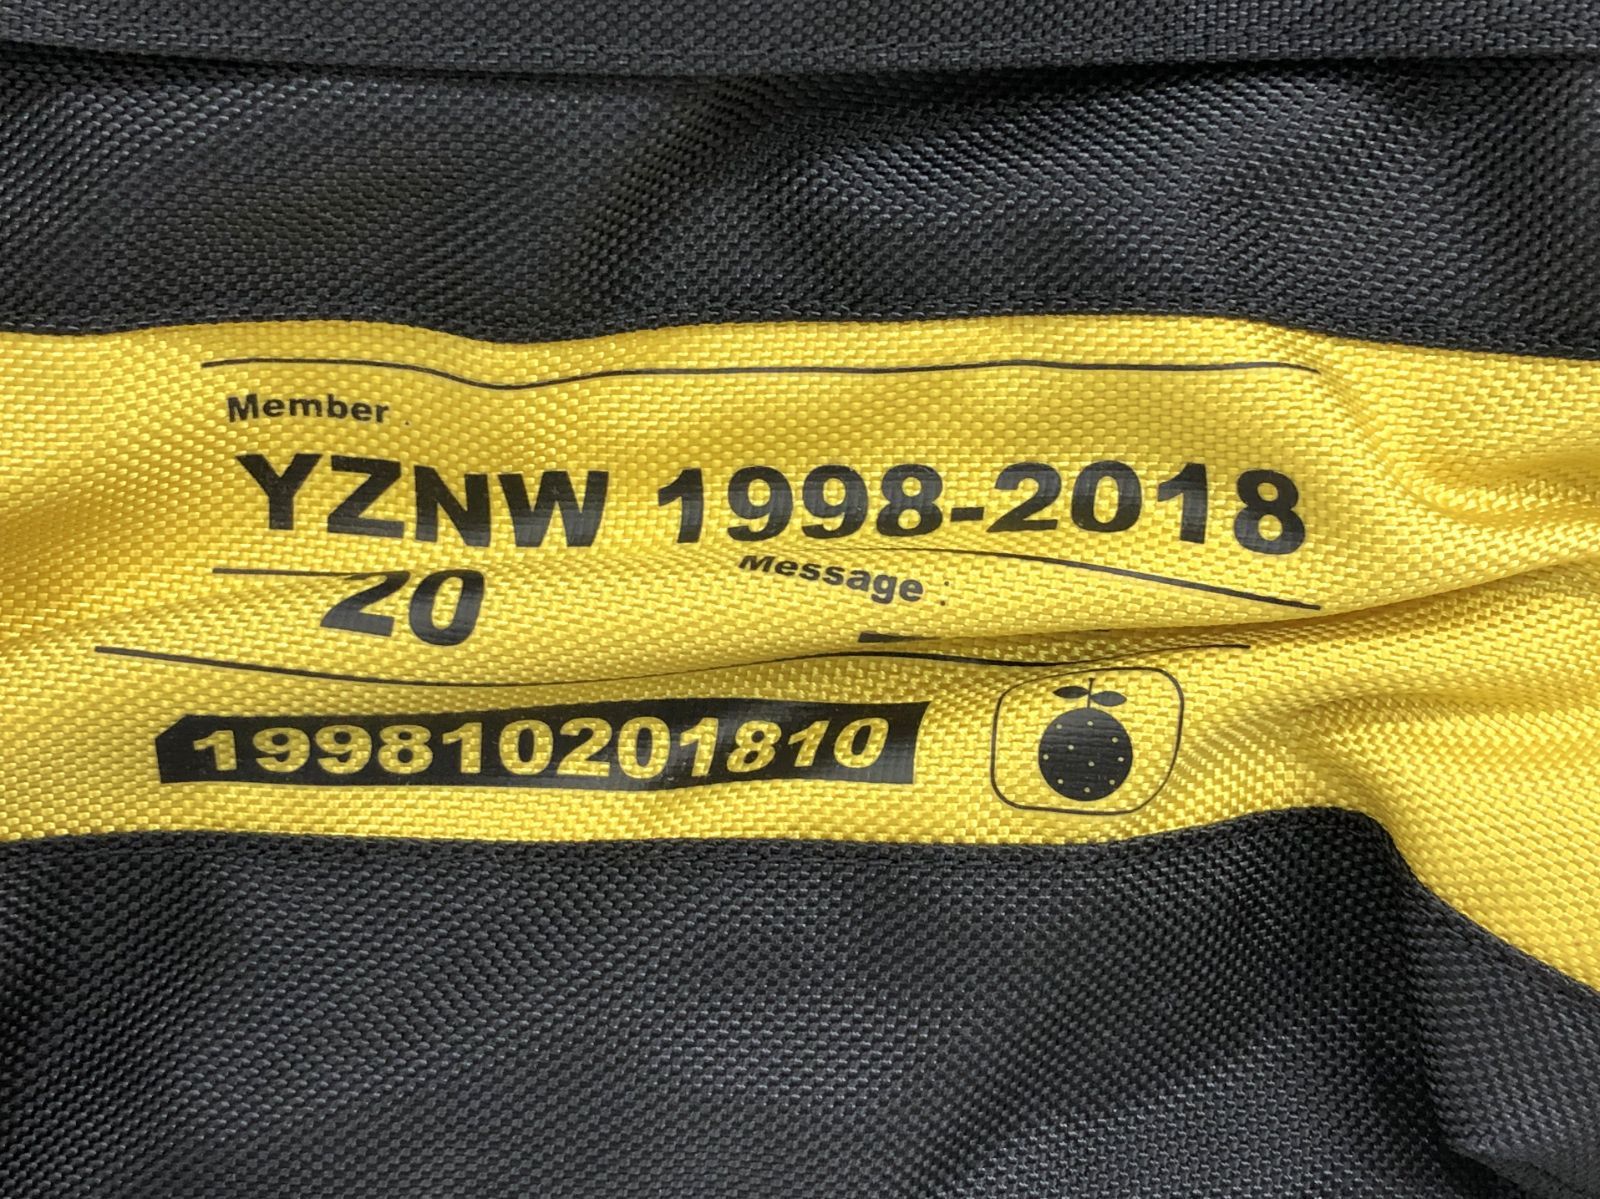 Member :
YZNW 1998-2018
Message :
20
199810201810